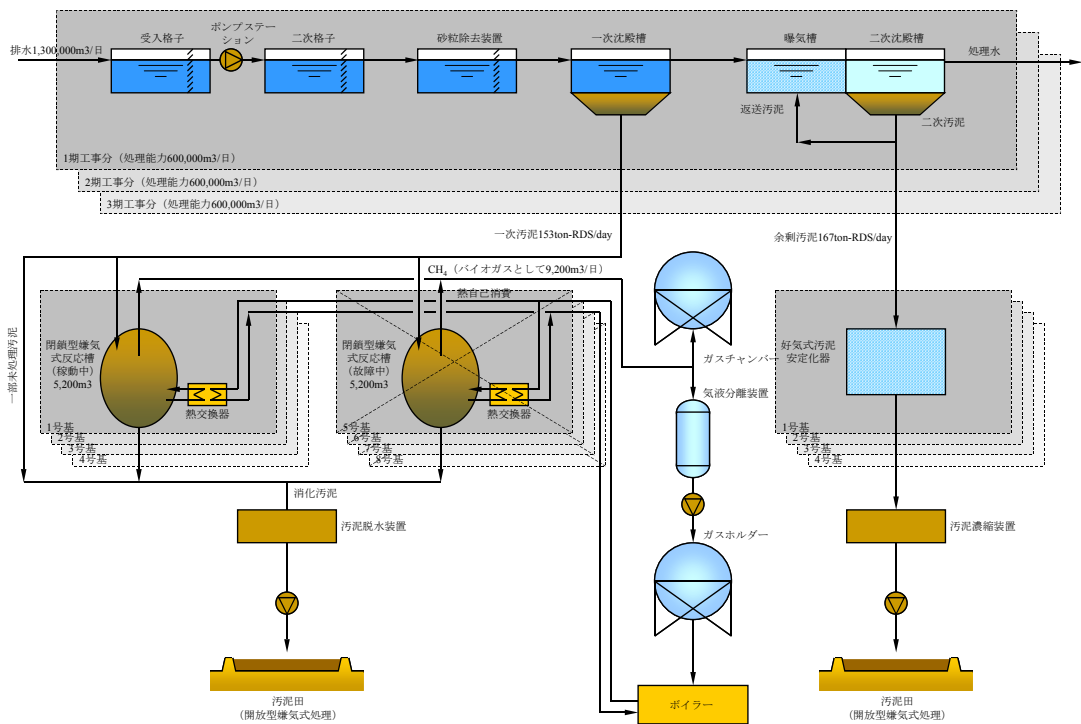 ポンプステー
ション
受入格子
二次格子
砂粒除去装置
一次沈殿槽
曝気槽
二次沈殿槽
排水1,300,000m3/日
処理水
返送汚泥
二次汚泥
1期工事分（処理能力600,000m3/日）
2期工事分（処理能力600,000m3/日）
3期工事分（処理能力600,000m3/日）
一次汚泥153ton-RDS/day
余剰汚泥167ton-RDS/day
CH4（バイオガスとして9,200m3/日）
熱自己消費
一部未処理汚泥
閉鎖型嫌気
式反応槽
（稼動中）
5,200m3
熱交換器
1号基
2号基
3号基
4号基
閉鎖型嫌気
式反応槽
（故障中）
5,200m3
熱交換器
5号基
6号基
7号基
8号基
ガスチャンバー
気液分離装置
ガスホルダー
ボイラー
好気式汚泥
安定化器
1号基
2号基
3号基
4号基
消化汚泥
汚泥脱水装置
汚泥濃縮装置
汚泥田
（開放型嫌気式処理）
汚泥田
（開放型嫌気式処理）